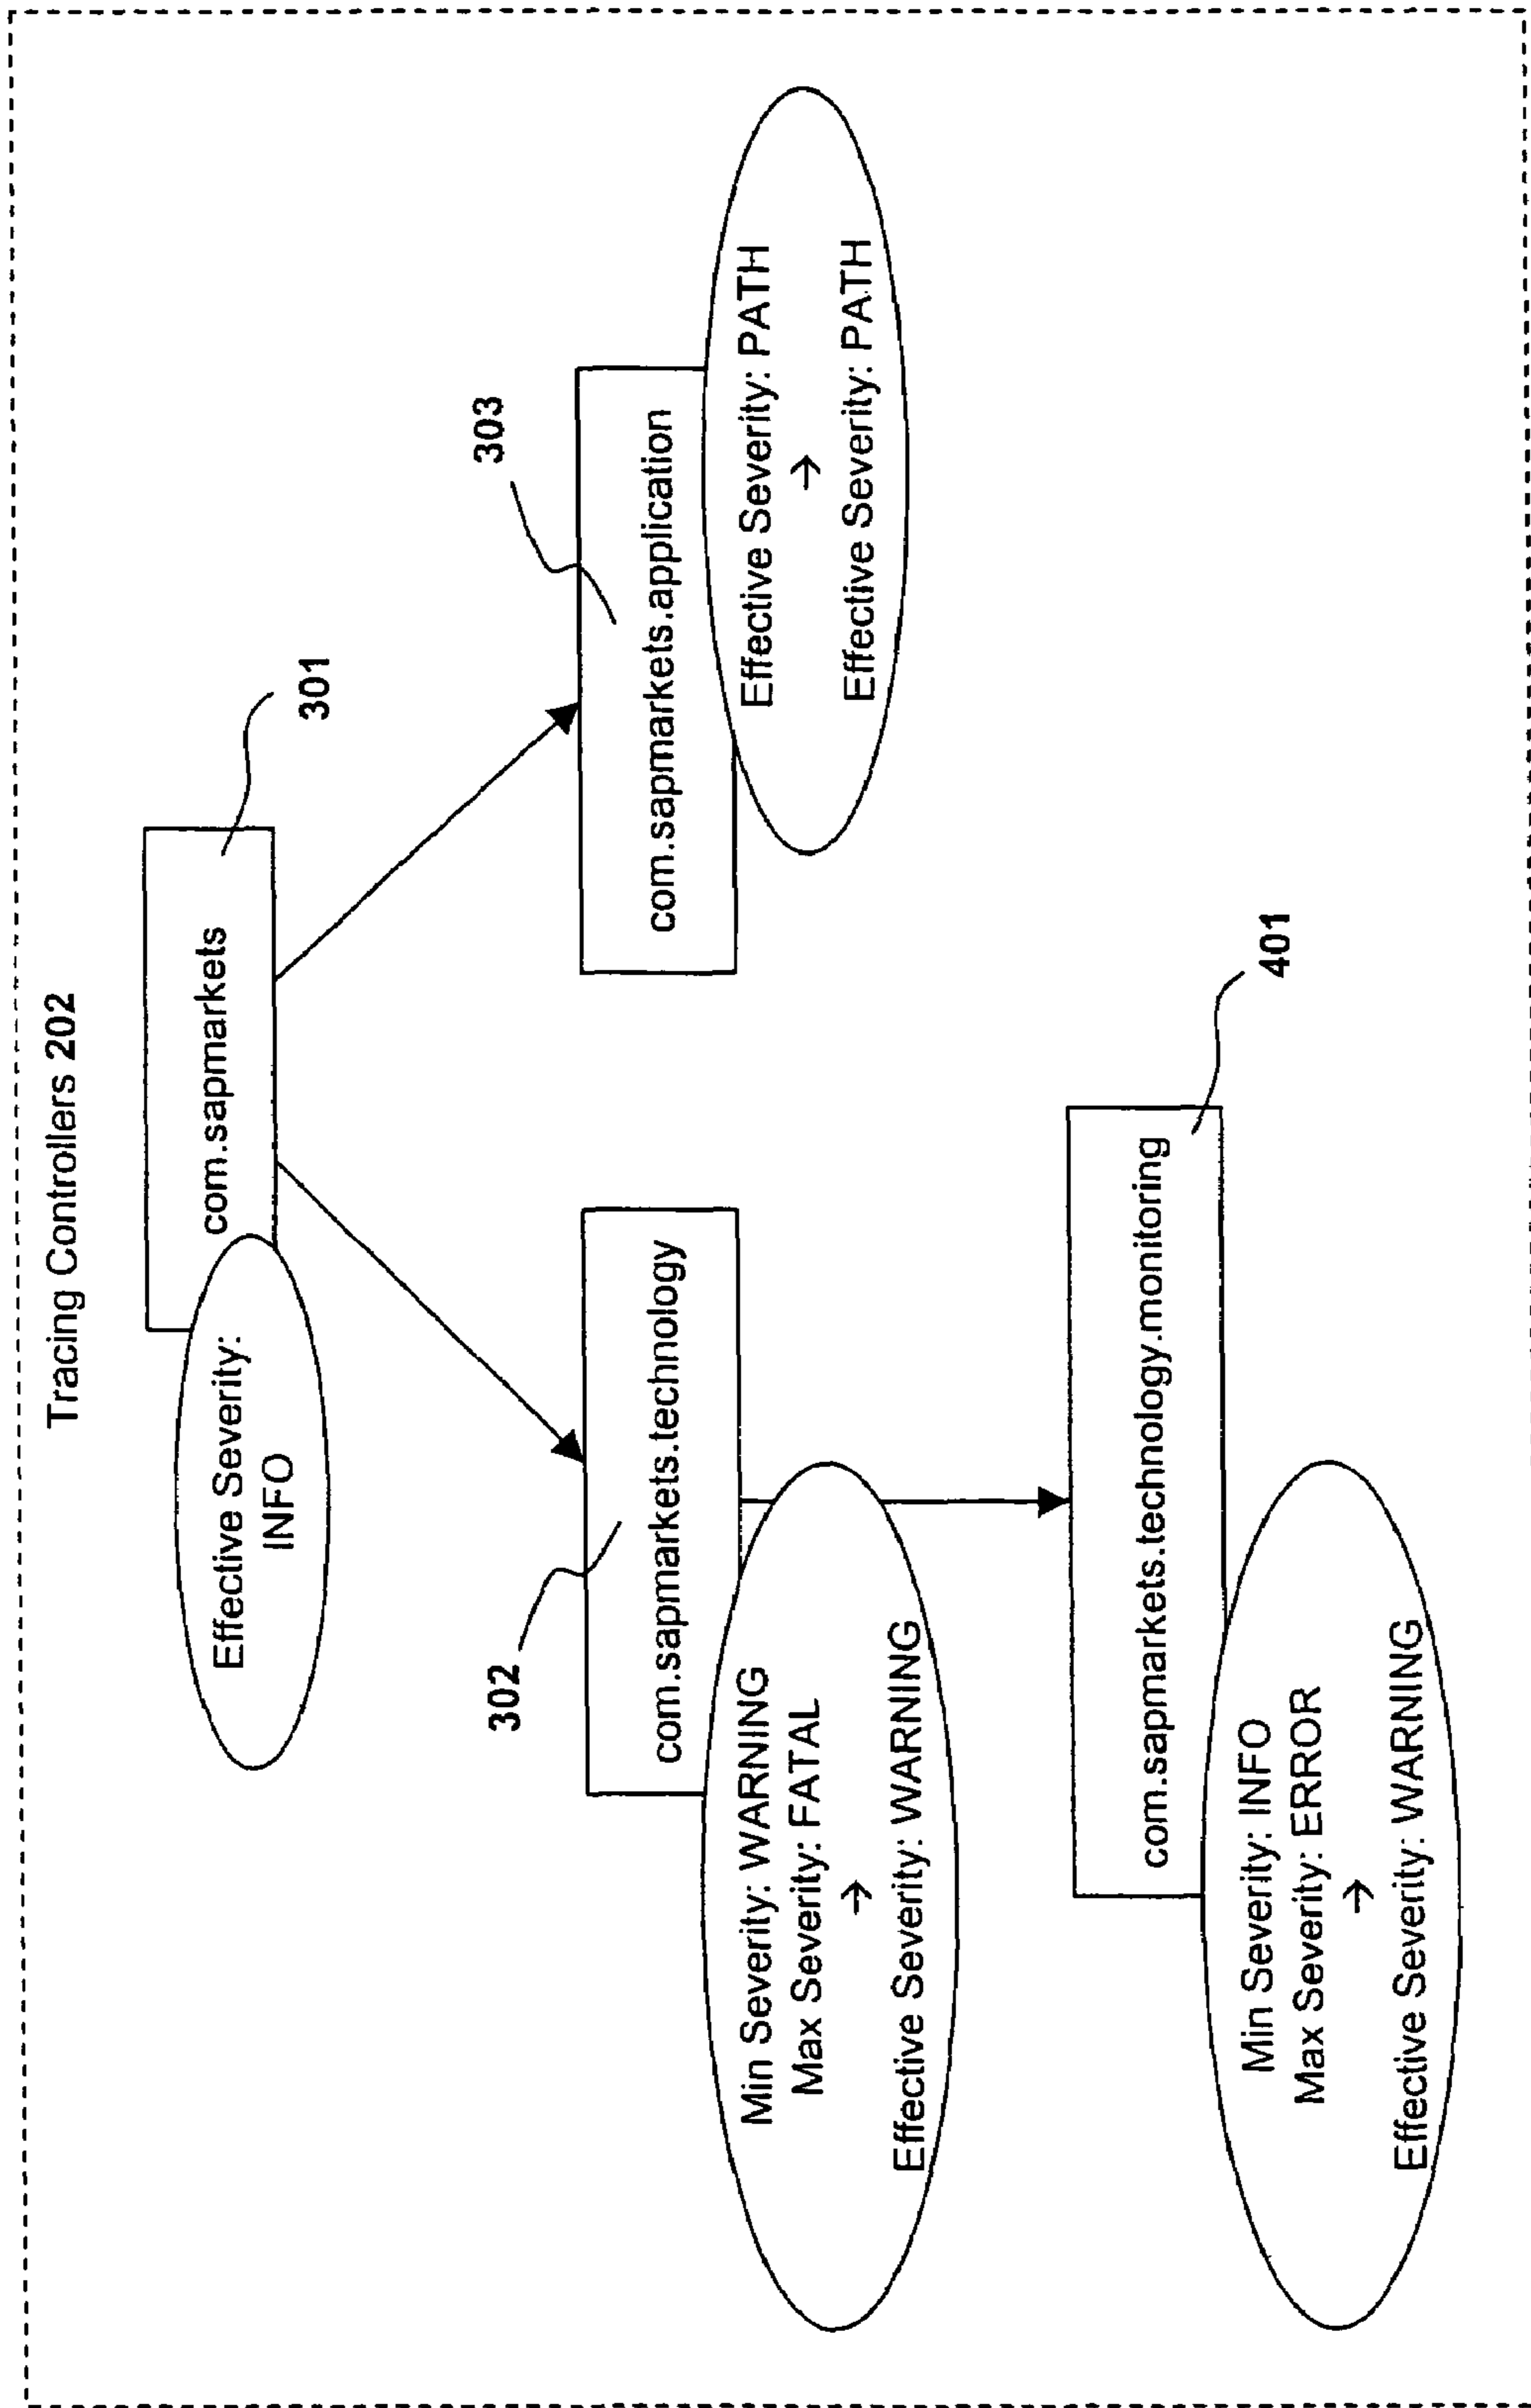 Tracing Controllers 202
com.sapmarkets
301
Effective Severity:
INFO
302
com.sapmarkets.technology
Min Severity: WARNING
Max Severity: FATAL
→
Effective Severity: WARNING
303
com.sapmarkets.application
Effective Severity: PATH
→
Effective Severity: PATH
com.sapmarkets.technology.monitoring
401
Min Severity: INFO
Max Severity: ERROR
→
Effective Severity: WARNING